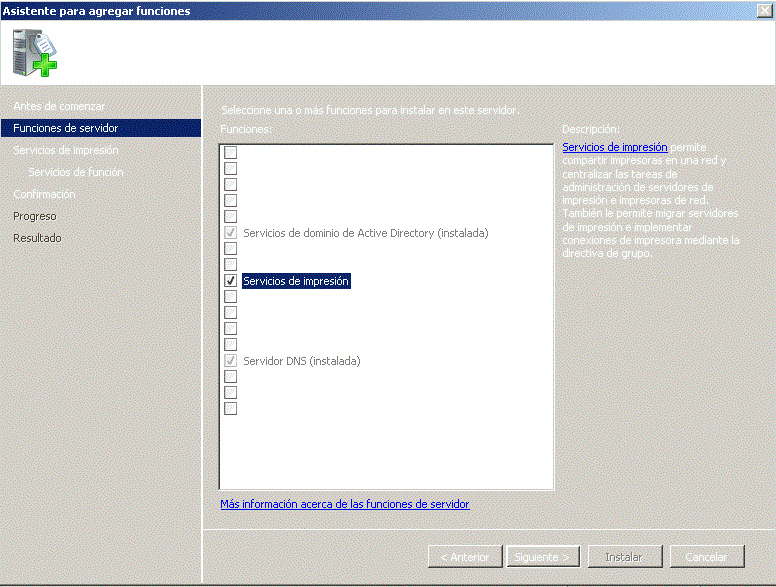 Asistente para agregar funciones
Antes de comenzar
Funciones de servidor
Servicios de impresión
Servicios de función
Confirmación
Progreso
Resultado
Seleccione una o más funciones para instalar en este servidor.
Funciones:
Servicios de dominio de Active Directory (instalada)
Servicios de impresión
Servidor DNS (instalada)
Más información acerca de las funciones de servidor
Descripción:
Servicios de impresión permite
compartir impresoras en una red y
centralizar las tareas de
administración de servidores de
impresión e impresoras de red.
También le permite migrar servidores
de impresión e implementar
conexiones de impresora mediante la
directiva de grupo.
< Anterior
Siguiente >
Instalar
Cancelar